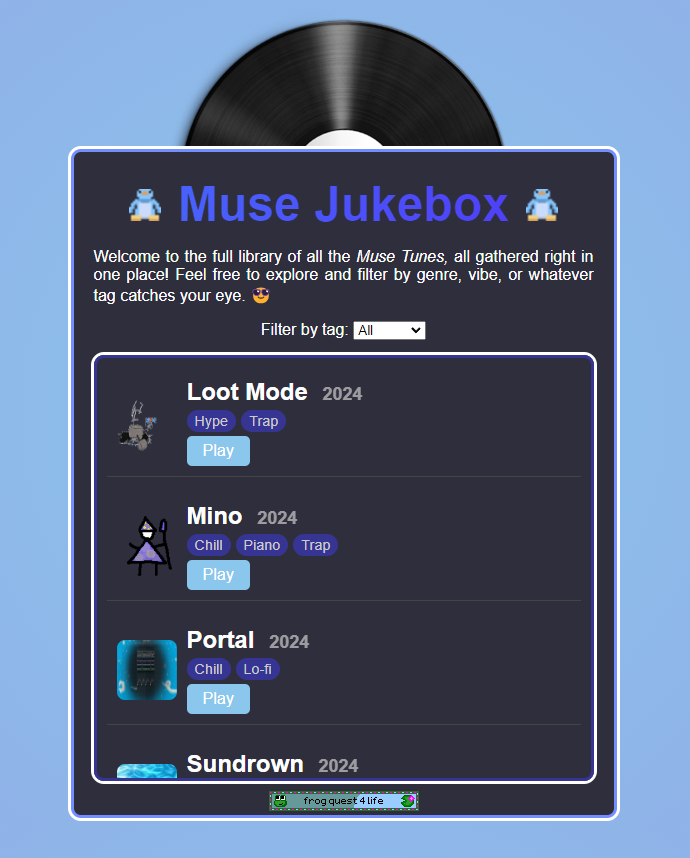 Muse Jukebox
Welcome to the full library of all the Muse Tunes, all gathered right in
one place! Feel free to explore and filter by genre, vibe, or whatever
tag catches your eye. 😎
Filter by tag: All
Loot Mode 2024
Hype Trap
Play
Mino 2024
Chill Piano Trap
Play
Portal 2024
Chill Lo-fi
Play
Sundrown 2024
frog quest 4 life